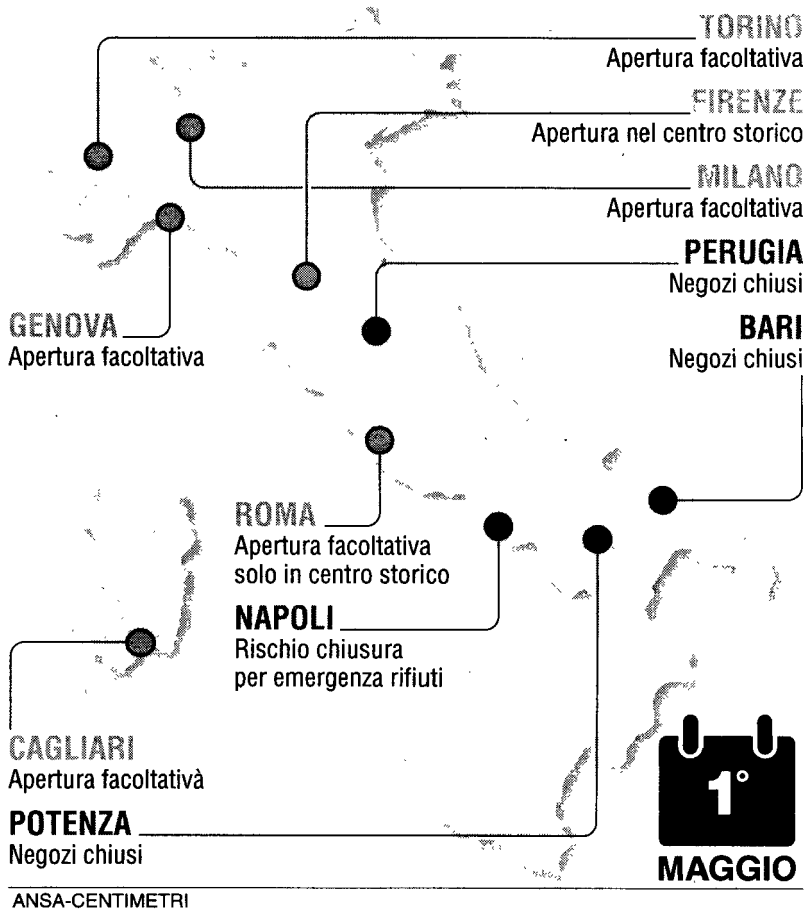 TORINO
Apertura facoltativa
FIRENZE
Apertura nel centro storico
MILANO
Apertura facoltativa
PERUGIA
Negozi chiusi
BARI
Negozi chiusi
GENOVA
Apertura facoltativa
ROMA
Apertura facoltativa
solo in centro storico
NAPOLI
Rischio chiusura
per emergenza rifiuti
CAGLIARI
Apertura facoltatività
POTENZA
Negozi chiusi
1°
MAGGIO
ANSA-CENTIMETRI